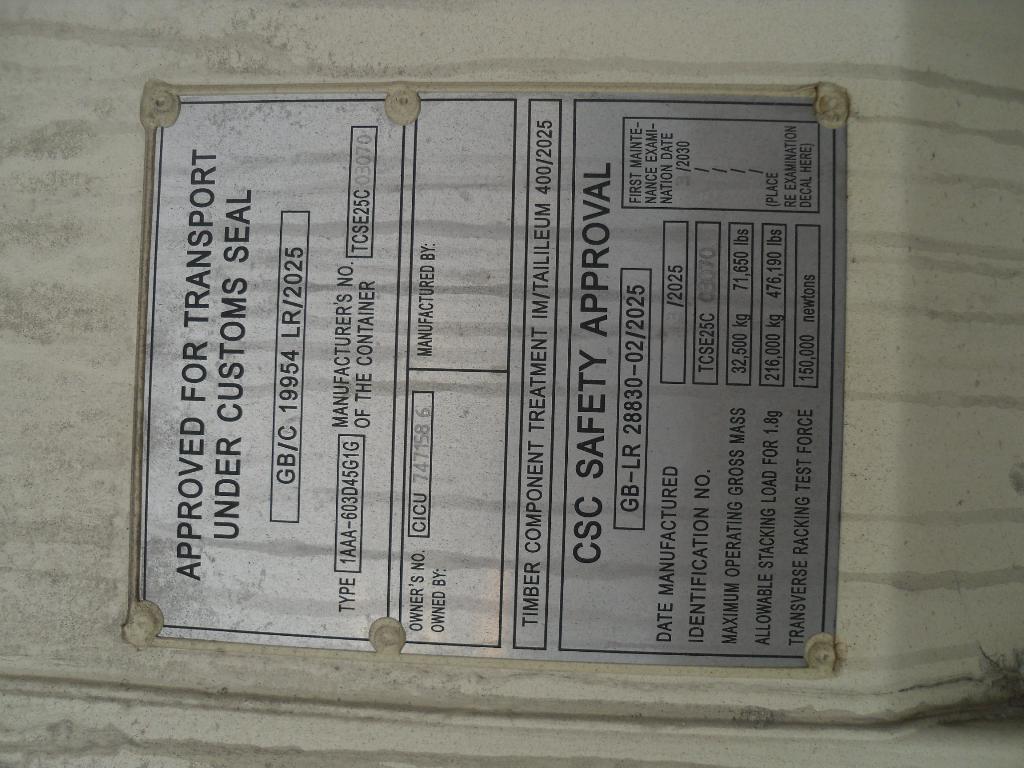 APPROVED FOR TRANSPORT
UNDER CUSTOMS SEAL
GB/C 19954 LR/2025
TYPE 1AAA-603D45G1G MANUFACTURER'S NO. OF THE CONTAINER TCSE25C 03070
OWNER'S NO. CICU 747158 6
OWNED BY:
MANUFACTURED BY:
TIMBER COMPONENT TREATMENT IM/TAILILEUM 400/2025
CSC SAFETY APPROVAL
GB-LR 28830-02/2025
DATE MANUFACTURED /2025
IDENTIFICATION NO. TCSE25C 03070
MAXIMUM OPERATING GROSS MASS 32,500 kg 71,650 lbs
ALLOWABLE STACKING LOAD FOR 1.8g 216,000 kg 476,190 lbs
TRANSVERSE RACKING TEST FORCE 150,000 newtons
FIRST MAINTE-
NANCE EXAMI-
NATION DATE
/2030
/
/
/
/
(PLACE
RE EXAMINATION
DECAL HERE)